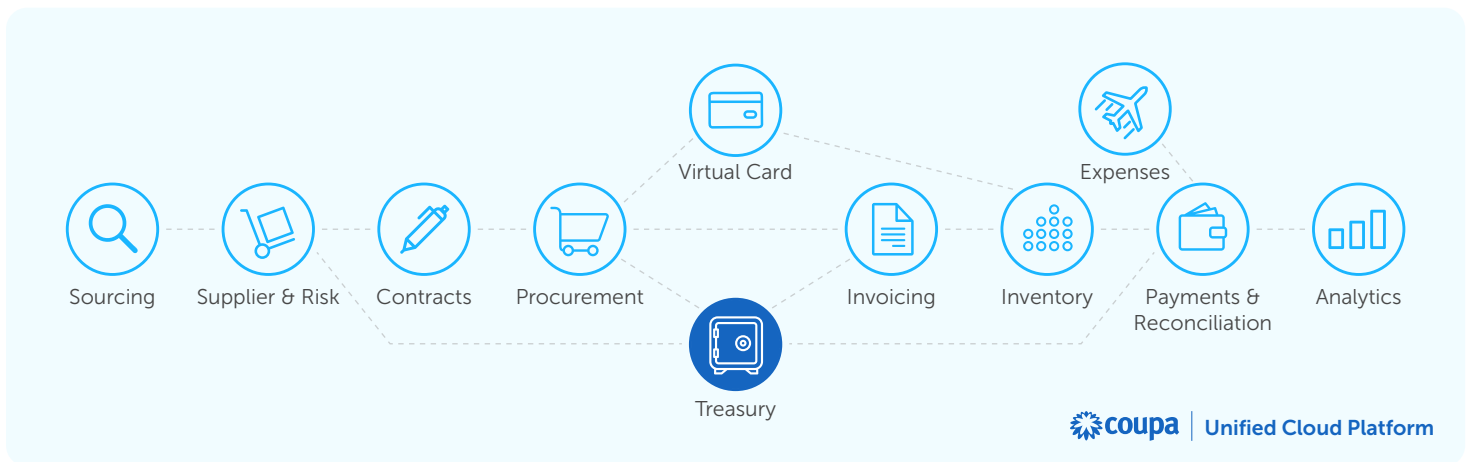 Virtual Card
Expenses
Sourcing
Supplier & Risk
Contracts
Procurement
Invoicing
Inventory
Payments &
Reconciliation
Analytics
Treasury
coupa | Unified Cloud Platform